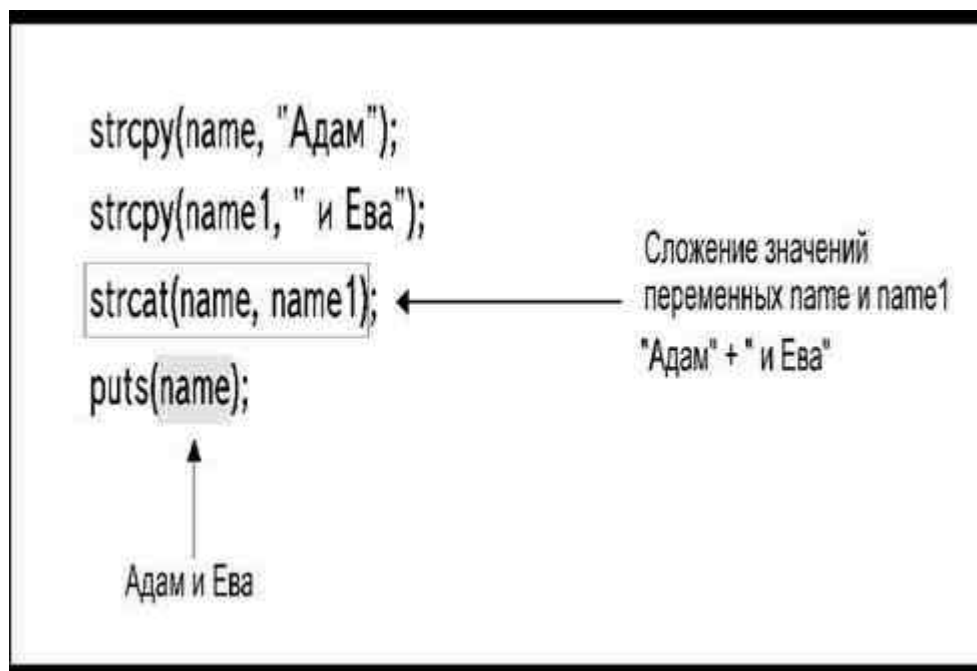 strcpy(name, "Адам");
strcpy(name1, " и Ева");
strcat(name, name1);
puts(name);
Сложение значений
переменных name и name1
"Адам" + " и Ева"
Адам и Ева